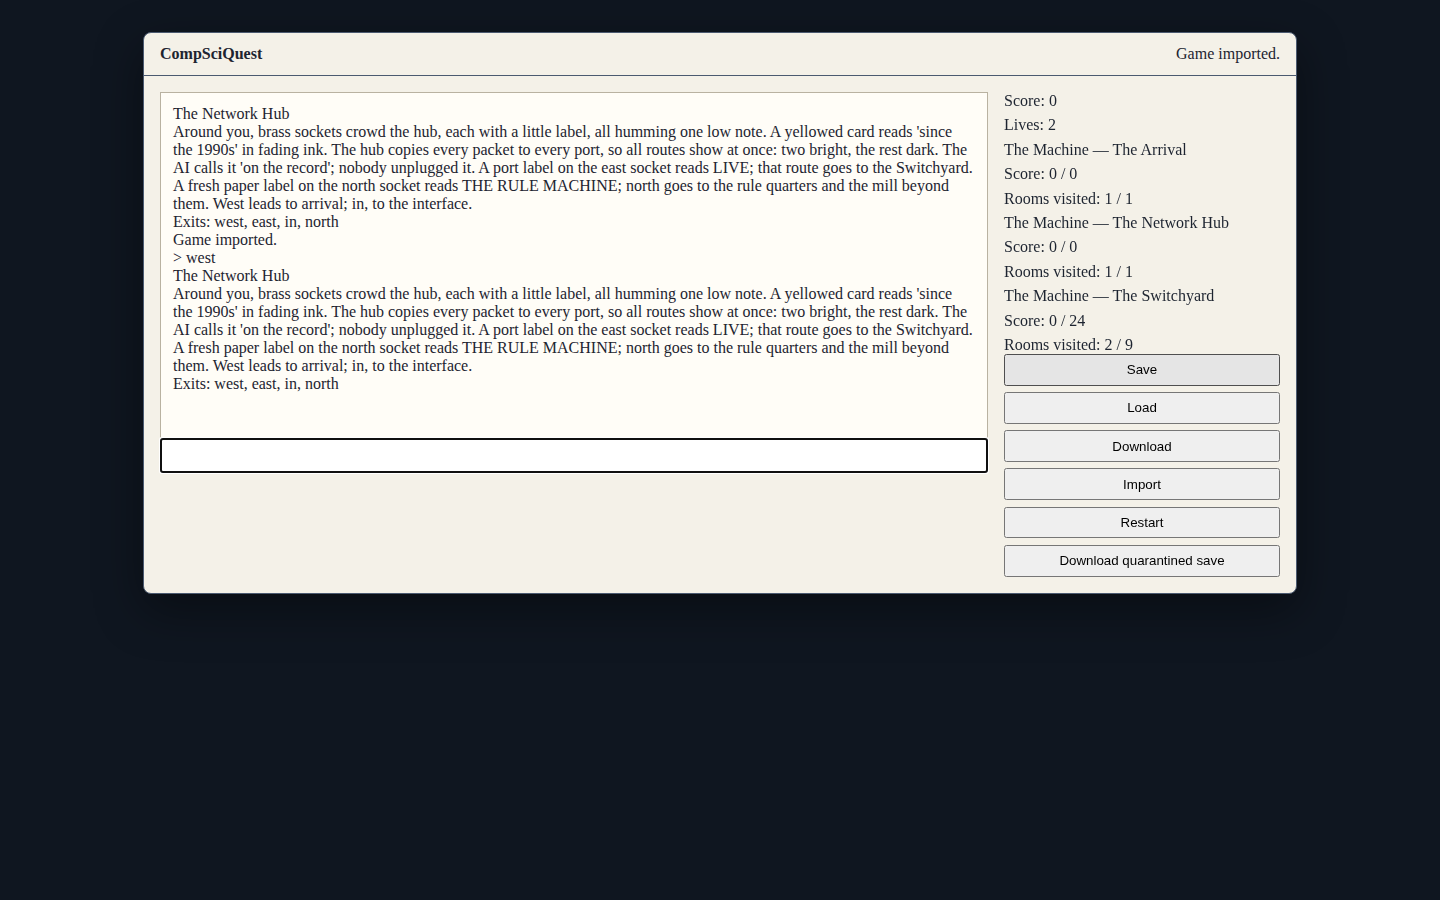 CompSciQuest
Game imported.
The Network Hub
Around you, brass sockets crowd the hub, each with a little label, all humming one low note. A yellowed card reads 'since
the 1990s' in fading ink. The hub copies every packet to every port, so all routes show at once: two bright, the rest dark. The
AI calls it 'on the record'; nobody unplugged it. A port label on the east socket reads LIVE; that route goes to the Switchyard.
A fresh paper label on the north socket reads THE RULE MACHINE; north goes to the rule quarters and the mill beyond
them. West leads to arrival; in, to the interface.
Exits: west, east, in, north
Game imported.
> west
The Network Hub
Around you, brass sockets crowd the hub, each with a little label, all humming one low note. A yellowed card reads 'since
the 1990s' in fading ink. The hub copies every packet to every port, so all routes show at once: two bright, the rest dark. The
AI calls it 'on the record'; nobody unplugged it. A port label on the east socket reads LIVE; that route goes to the Switchyard.
A fresh paper label on the north socket reads THE RULE MACHINE; north goes to the rule quarters and the mill beyond
them. West leads to arrival; in, to the interface.
Exits: west, east, in, north
Score: 0
Lives: 2
The Machine — The Arrival
Score: 0 / 0
Rooms visited: 1 / 1
The Machine — The Network Hub
Score: 0 / 0
Rooms visited: 1 / 1
The Machine — The Switchyard
Score: 0 / 24
Rooms visited: 2 / 9
Save
Load
Download
Import
Restart
Download quarantined save